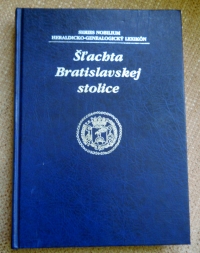 SERIES NOBILIUM
HERALDICKO-GENEALOGICKÝ LEXIKÓN
Šľachta
Bratislavskej
stolice